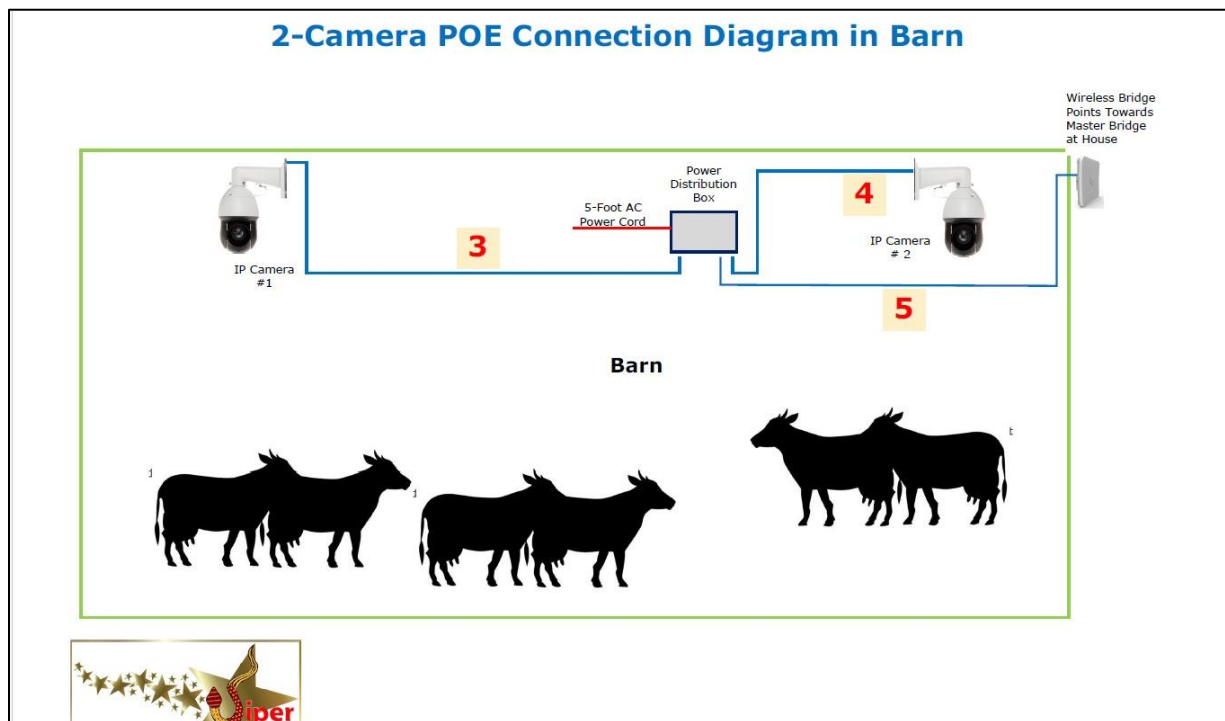 2-Camera POE Connection Diagram in Barn
Wireless Bridge
Points Towards
Master Bridge
at House
Power
Distribution
Box
5-Foot AC
Power Cord
4
3
IP Camera
# 2
IP Camera
#1
5
Barn
t
d
iper